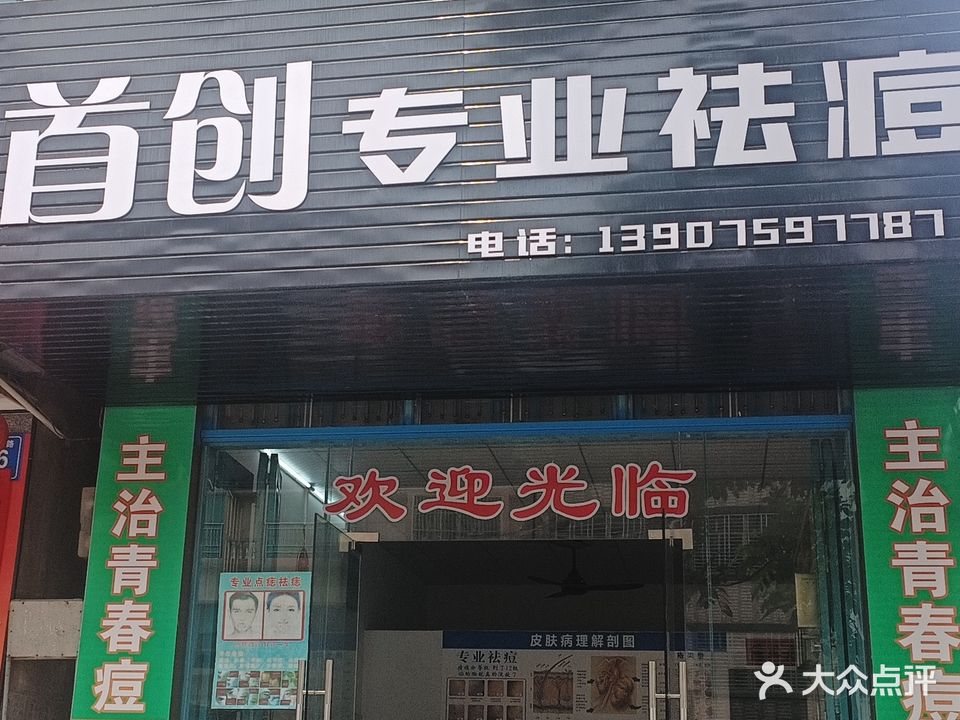 首创专业祛痘
电话: 13907597787
主治青春痘
欢迎光临
主治青春痘
路
6
专业点痣祛痣
专业祛痘
皮肤病理解剖图
大众点评